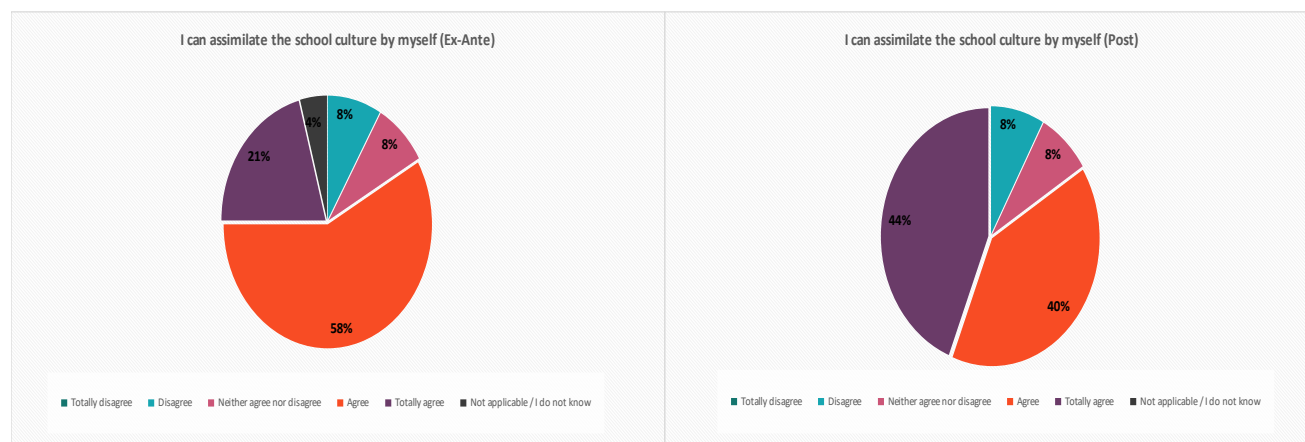 I can assimilate the school culture by myself (Ex-Ante)
4%
8%
8%
21%
58%
Totally disagree Disagree Neither agree nor disagree Agree Totally agree Not applicable / I do not know
I can assimilate the school culture by myself (Post)
8%
8%
44%
40%
Totally disagree Disagree Neither agree nor disagree Agree Totally agree Not applicable / I do not know